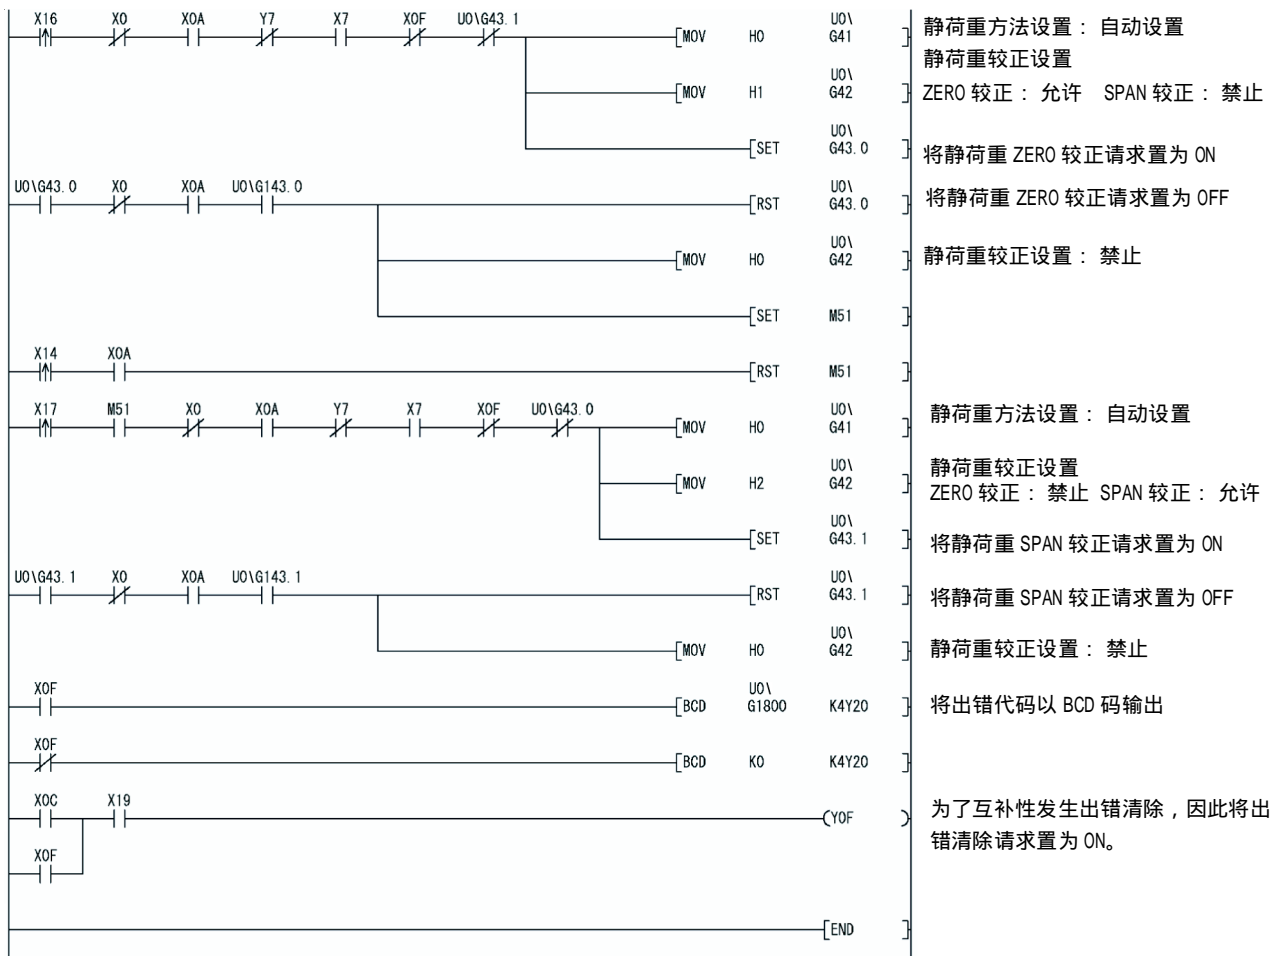 X16 X0 X0A Y7 X7 X0F U0\G43.1 U0\
MOV H0 G41 静荷重方法设置： 自动设置
静荷重较正设置
U0\
MOV H1 G42 ZERO 较正： 允许 SPAN 较正： 禁止
U0\
SET G43.0 将静荷重 ZERO 较正请求置为 ON
U0\G43.0 X0 X0A U0\G143.0 U0\
RST G43.0 将静荷重 ZERO 较正请求置为 OFF
U0\
MOV H0 G42 静荷重较正设置： 禁止
SET M51
X14 X0A
RST M51
X17 M51 X0 X0A Y7 X7 X0F U0\G43.0 U0\
MOV H0 G41 静荷重方法设置： 自动设置
U0\ 静荷重较正设置
MOV H2 G42 ZERO 较正： 禁止 SPAN 较正： 允许
U0\
SET G43.1 将静荷重 SPAN 较正请求置为 ON
U0\G43.1 X0 X0A U0\G143.1 U0\
RST G43.1 将静荷重 SPAN 较正请求置为 OFF
U0\
MOV H0 G42 静荷重较正设置： 禁止
X0F U0\
BCD G1800 K4Y20 将出错代码以 BCD 码输出
X0F
BCD K0 K4Y20
X0C X19
Y0F 为了互补性发生出错清除，因此将出
错清除请求置为 ON。
X0F
END